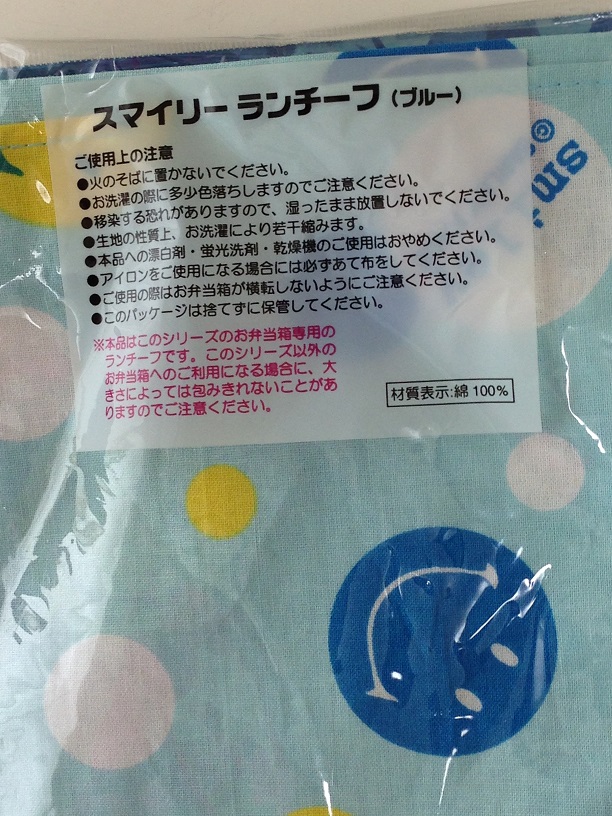 スマイリー ランチーフ（ブルー）
ご使用上の注意
●火のそばに置かないでください。
●お洗濯の際に多少色落ちしますのでご注意ください。
●移染する恐れがありますので、湿ったまま放置しないでください。
●生地の性質上、お洗濯により若干縮みます。
●本品への漂白剤・蛍光洗剤・乾燥機のご使用はおやめください。
●アイロンをご使用になる場合には必ずあて布をしてください。
●ご使用の際はお弁当箱が横転しないようにご注意ください。
●このパッケージは捨てずに保管してください。
※本品はこのシリーズのお弁当箱専用の
ランチーフです。このシリーズ以外の
お弁当箱へのご利用になる場合に、大
きさによっては包みきれないことがあ
りますのでご注意ください。
材質表示:綿 100%